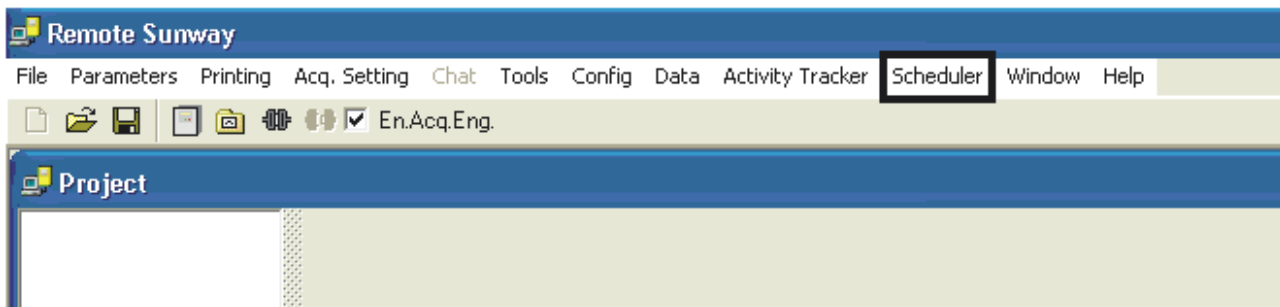 Remote Sunway
File Parameters Printing Acq. Setting Chat Tools Config Data Activity Tracker Scheduler Window Help
En.Acq.Eng.
Project